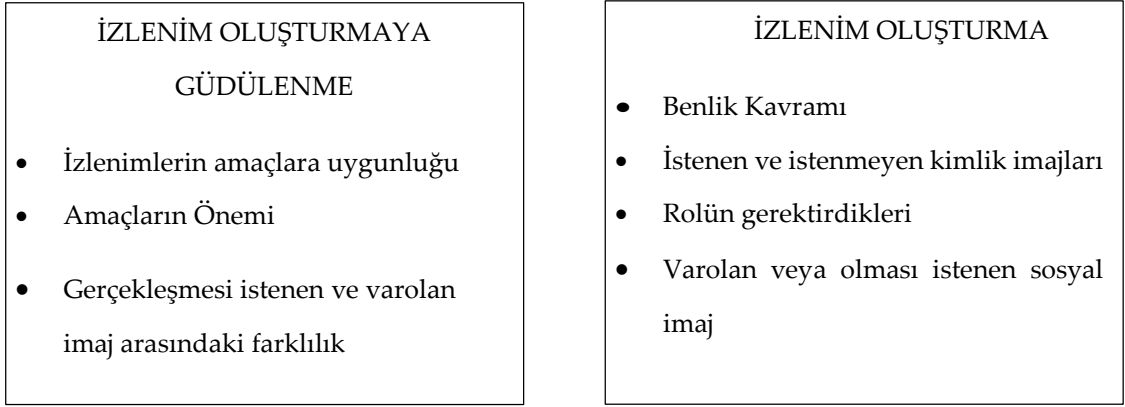 İZLENİM OLUŞTURMAYA
GÜDÜLENME
• İzlenimlerin amaçlara uygunluğu
• Amaçların Önemi
• Gerçekleşmesi istenen ve varolan
imaj arasındaki farklılık
İZLENİM OLUŞTURMA
• Benlik Kavramı
• İstenen ve istenmeyen kimlik imajları
• Rolün gerektirdikleri
• Varolan veya olması istenen sosyal
imaj